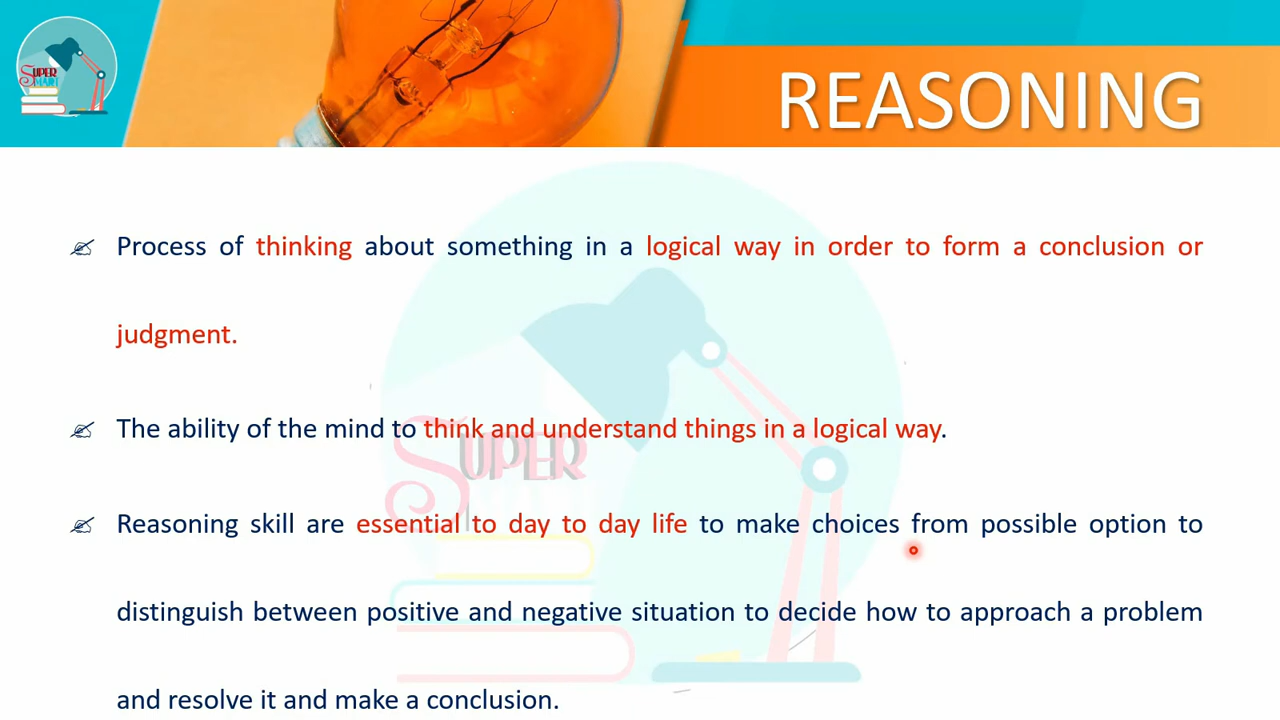 SUPER
SMART
REASONING
Process of thinking about something in a logical way in order to form a conclusion or
judgment.
The ability of the mind to think and understand things in a logical way.
SUPER
Reasoning skill are essential to day to day life to make choices from possible option to
distinguish between positive and negative situation to decide how to approach a problem
and resolve it and make a conclusion.